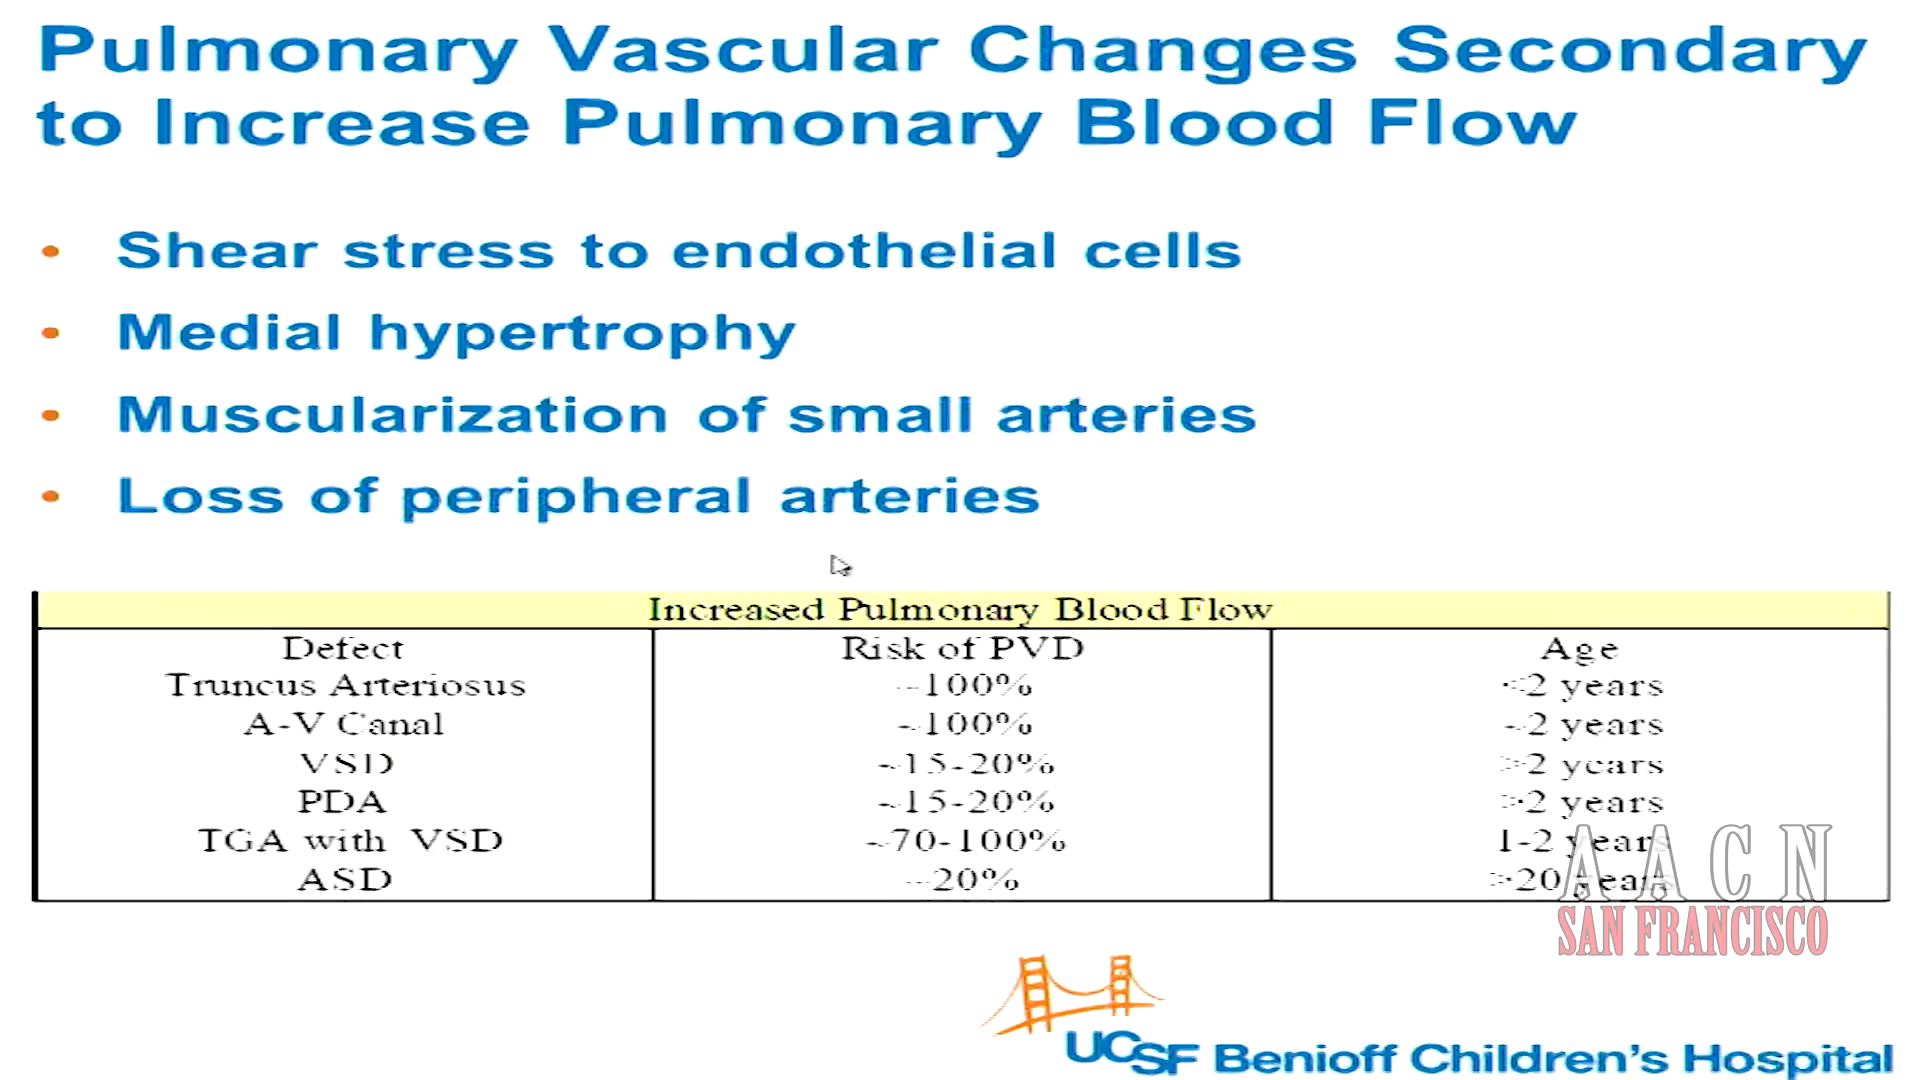 Pulmonary Vascular Changes Secondary
to Increase Pulmonary Blood Flow
• Shear stress to endothelial cells
• Medial hypertrophy
• Muscularization of small arteries
• Loss of peripheral arteries
Increased Pulmonary Blood Flow
Defect Risk of PVD Age
Truncus Arteriosus ~100% <2 years
A-V Canal ~100% ~2 years
VSD ~15-20% >2 years
PDA ~15-20% >2 years
TGA with VSD ~70-100% 1-2 years
ASD ~20% >20 years
AACN
SAN FRANCISCO
UCSF Benioff Children's Hospital